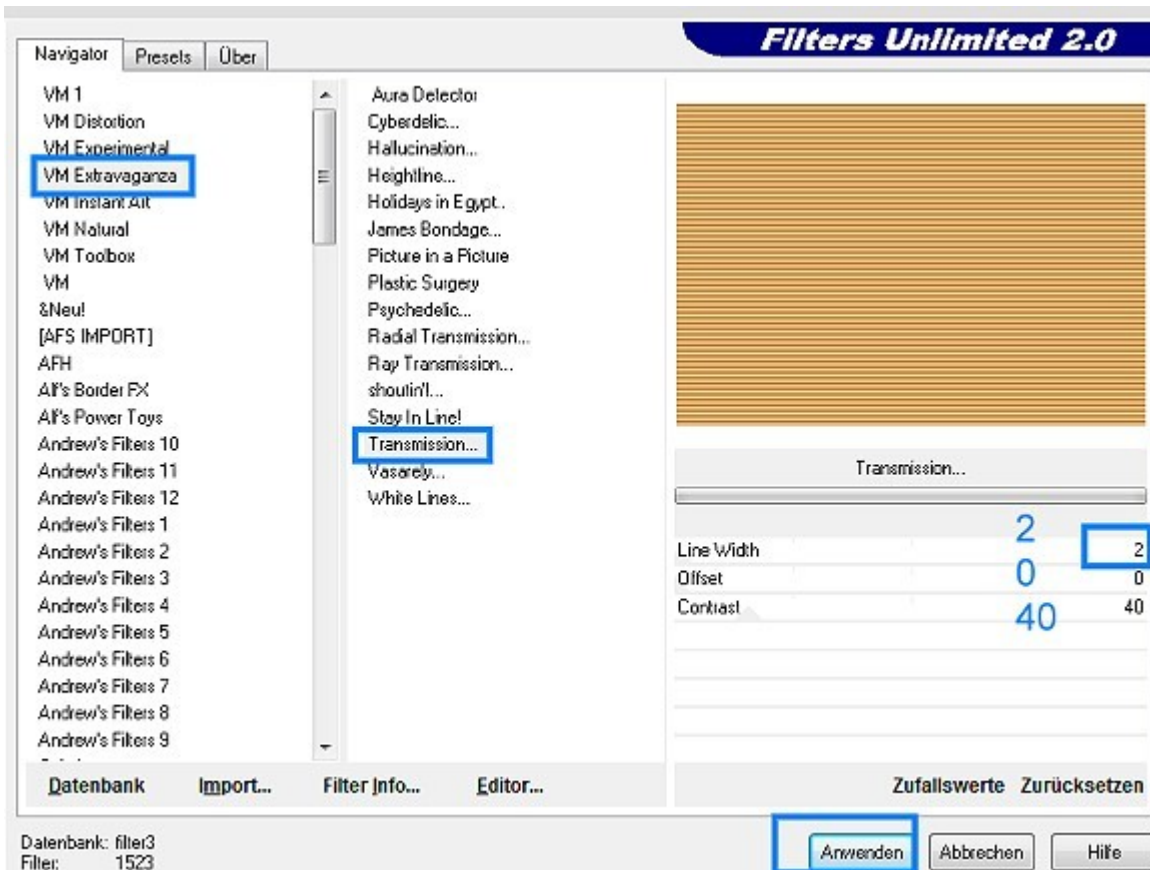 Filters Unlimited 2.0
Navigator
Presets
Über
VM 1
VM Distortion
VM Experimental
VM Extravaganza
VM Instant Art
VM Natural
VM Toolbox
VM
&Neu!
[AFS IMPORT]
AFH
Alf's Border FX
Alf's Power Toys
Andrew's Filters 10
Andrew's Filters 11
Andrew's Filters 12
Andrew's Filters 1
Andrew's Filters 2
Andrew's Filters 3
Andrew's Filters 4
Andrew's Filters 5
Andrew's Filters 6
Andrew's Filters 7
Andrew's Filters 8
Andrew's Filters 9
Aura Detector
Cyberdelic...
Hallucination...
Heightline...
Holidays in Egypt..
James Bondage...
Picture in a Picture
Plastic Surgery
Psychedelic...
Radial Transmission...
Ray Transmission...
shoutin'!...
Stay In Line!
Transmission...
Vasarely...
White Lines...
Transmission...
Line Width 2 2
Offset 0 0
Contrast 40 40
Datenbank Import... Filter Info... Editor...
Zufallswerte Zurücksetzen
Datenbank: filter3
Filter: 1523
Anwenden Abbrechen Hilfe